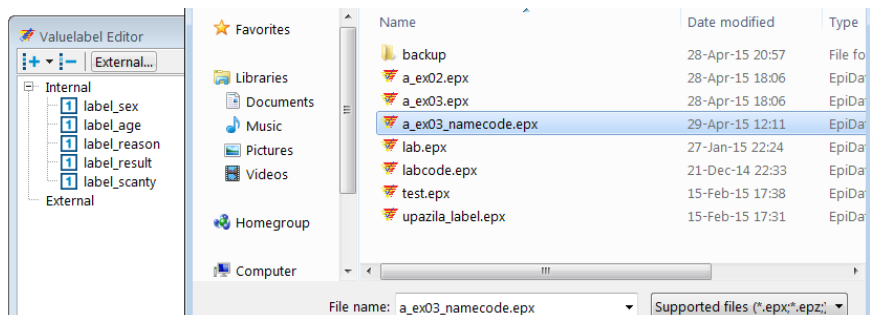 Valuelabel Editor
External...
Internal
label_sex
label_age
label_reason
label_result
label_scanty
External
Favorites
Libraries
Documents
Music
Pictures
Videos
Homegroup
Computer
Name Date modified Type
backup 28-Apr-15 20:57 File fo
a_ex02.epx 28-Apr-15 18:06 EpiDa
a_ex03.epx 28-Apr-15 18:06 EpiDa
a_ex03_namecode.epx 29-Apr-15 12:11 EpiDa
lab.epx 27-Jan-15 22:24 EpiDa
labcode.epx 21-Dec-14 22:33 EpiDa
test.epx 15-Feb-15 17:38 EpiDa
upazila_label.epx 15-Feb-15 17:31 EpiDa
File name: a_ex03_namecode.epx Supported files (*.epx;*.epz;)